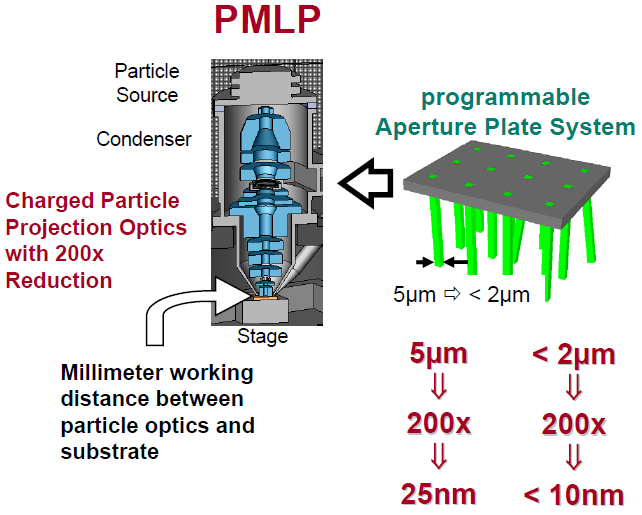 PMLP
Particle
Source
Condenser
Charged Particle
Projection Optics
with 200x
Reduction
Stage
Millimeter working
distance between
particle optics and
substrate
programmable
Aperture Plate System
5µm ⇨ < 2µm
5µm
⇓
200x
⇓
25nm
< 2µm
⇓
200x
⇓
< 10nm